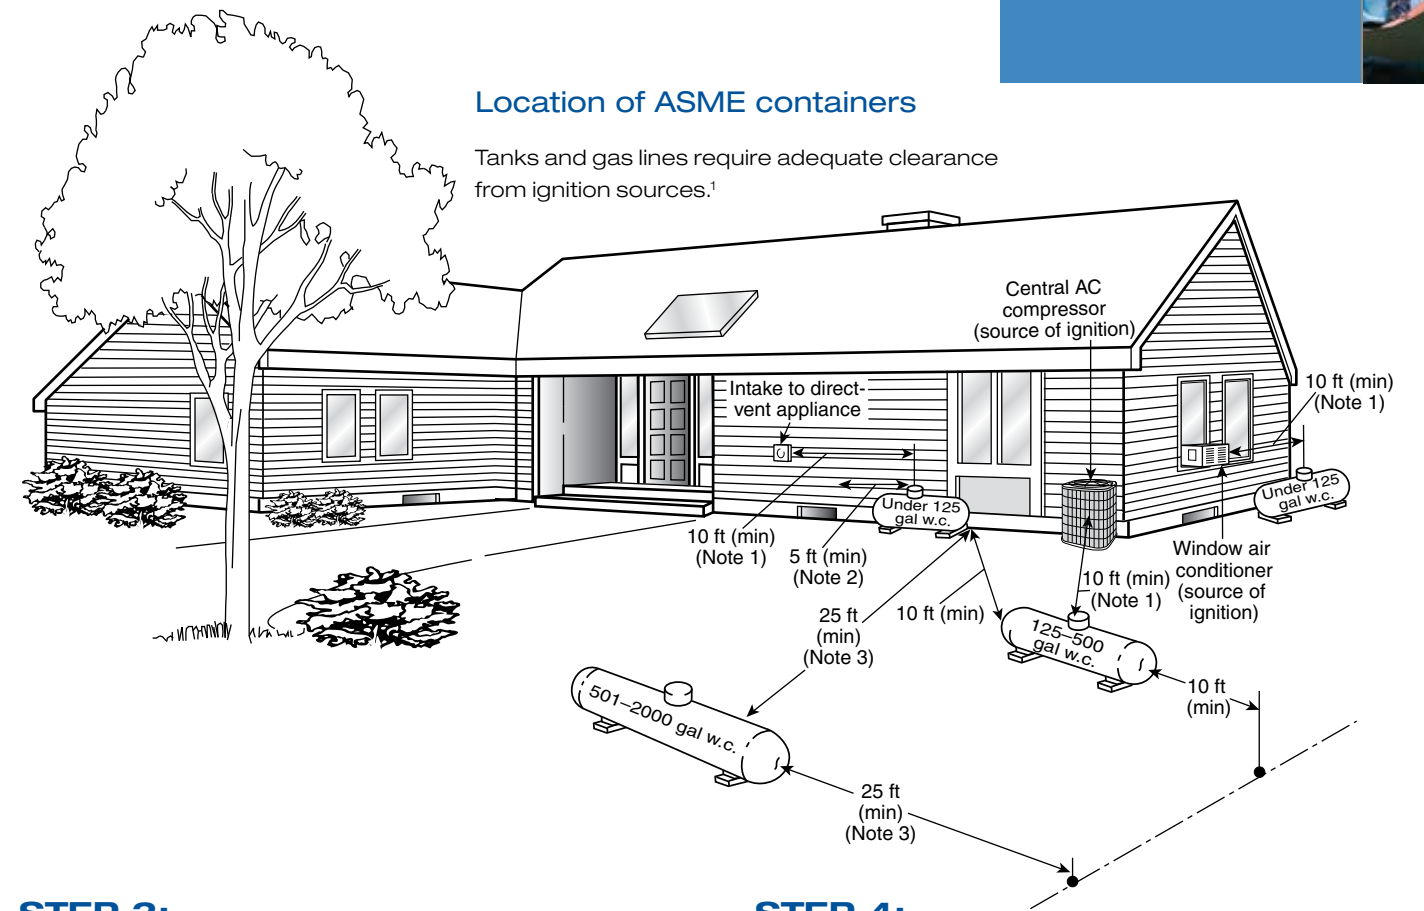 Location of ASME containers
Tanks and gas lines require adequate clearance
from ignition sources.¹
Central AC
compressor
(source of ignition)
10 ft (min)
(Note 1)
Intake to direct-
vent appliance
Under 125
gal w.c.
Under 125
gal w.c.
10 ft (min)
(Note 1)
5 ft (min)
(Note 2)
Window air
conditioner
(source of
ignition)
10 ft (min)
(Note 1)
25 ft
(min)
(Note 3)
10 ft (min)
125–500
gal w.c.
10 ft
(min)
501–2000 gal w.c.
25 ft
(min)
(Note 3)